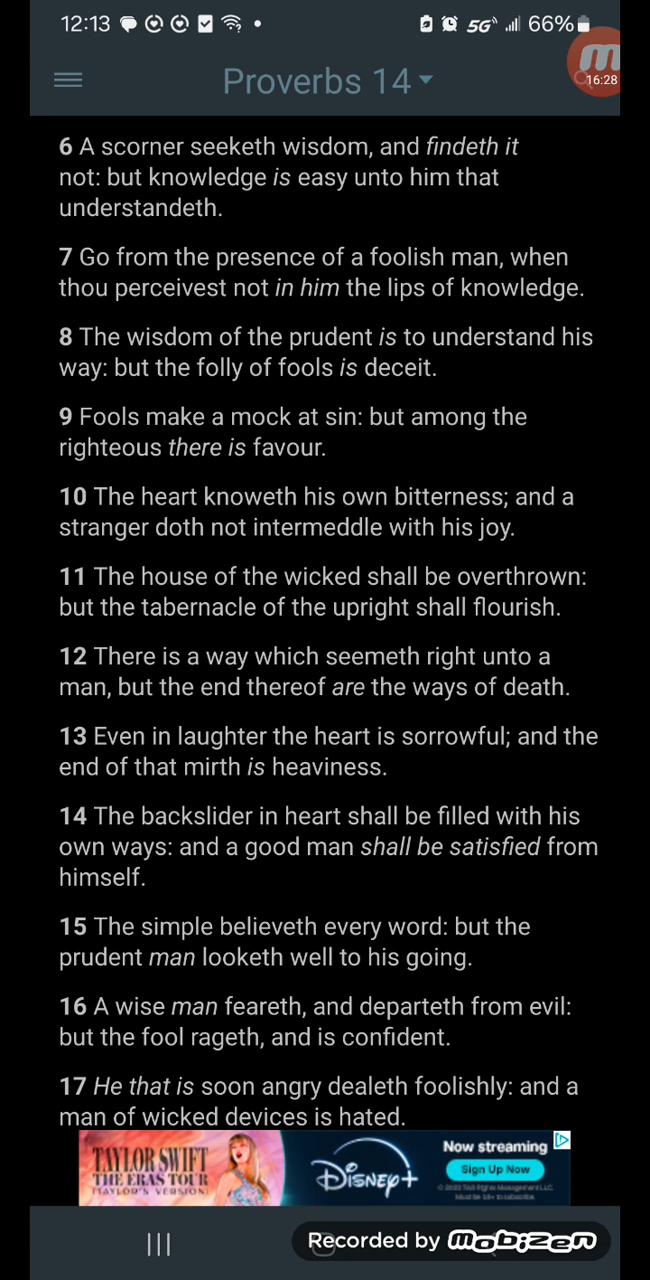 12:13
5G 66%
Proverbs 14
16:28
6 A scorner seeketh wisdom, and findeth it
not: but knowledge is easy unto him that
understandeth.
7 Go from the presence of a foolish man, when
thou perceivest not in him the lips of knowledge.
8 The wisdom of the prudent is to understand his
way: but the folly of fools is deceit.
9 Fools make a mock at sin: but among the
righteous there is favour.
10 The heart knoweth his own bitterness; and a
stranger doth not intermeddle with his joy.
11 The house of the wicked shall be overthrown:
but the tabernacle of the upright shall flourish.
12 There is a way which seemeth right unto a
man, but the end thereof are the ways of death.
13 Even in laughter the heart is sorrowful; and the
end of that mirth is heaviness.
14 The backslider in heart shall be filled with his
own ways: and a good man shall be satisfied from
himself.
15 The simple believeth every word: but the
prudent man looketh well to his going.
16 A wise man feareth, and departeth from evil:
but the fool rageth, and is confident.
17 He that is soon angry dealeth foolishly: and a
man of wicked devices is hated.
TAYLOR SWIFT
THE ERAS TOUR
(TAYLOR'S VERSION)
Disney+
Now streaming
Sign Up Now
Recorded by mobizen